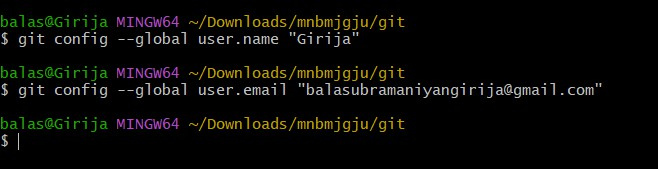 balas@Girija MINGW64 ~/Downloads/mnbmjgju/git
$ git config --global user.name "Girija"
balas@Girija MINGW64 ~/Downloads/mnbmjgju/git
$ git config --global user.email "balasubramaniyangirija@gmail.com"
balas@Girija MINGW64 ~/Downloads/mnbmjgju/git
$